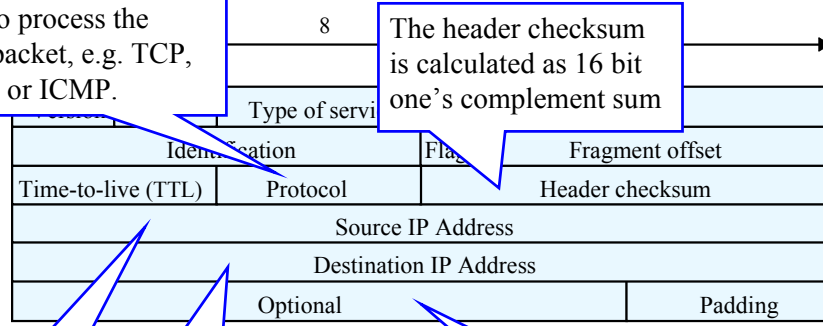 o process the
packet, e.g. TCP,
or ICMP.
8
The header checksum
is calculated as 16 bit
one's complement sum
Type of servi
Identification
Flag
Fragment offset
Time-to-live (TTL)
Protocol
Header checksum
Source IP Address
Destination IP Address
Optional
Padding